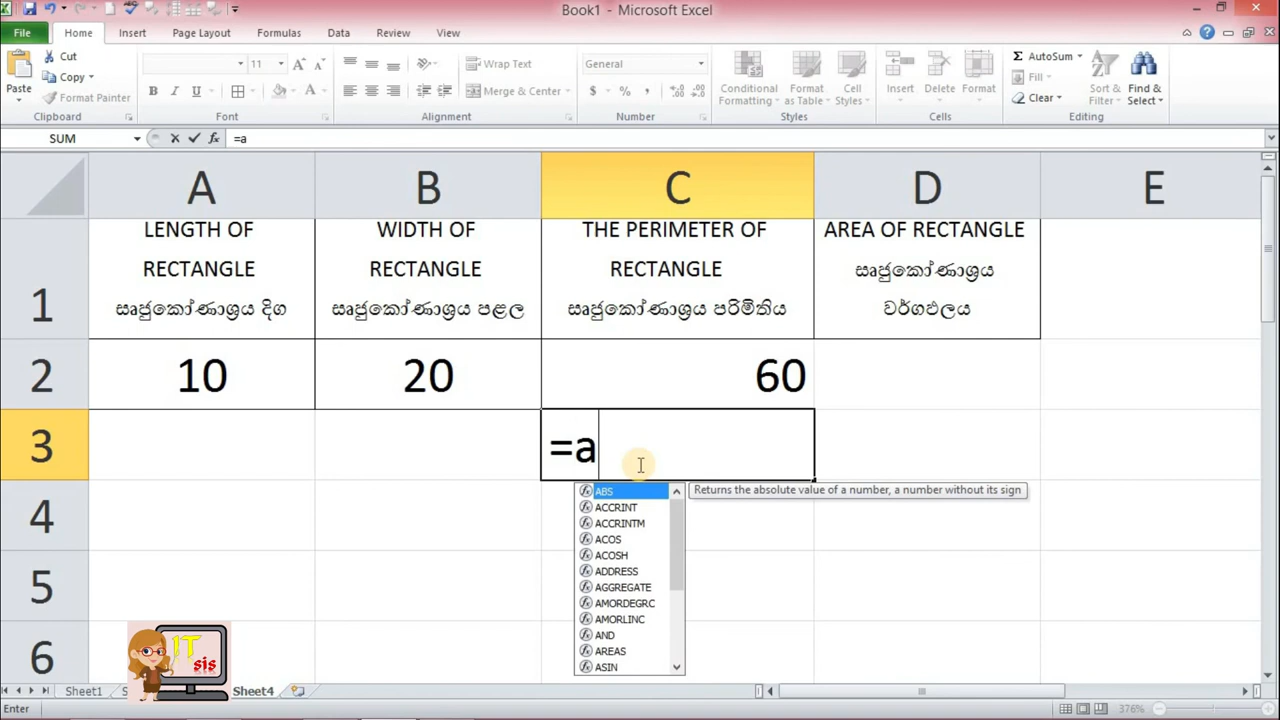 Book1 - Microsoft Excel
File Home Insert Page Layout Formulas Data Review View
Paste
Cut
Copy
Format Painter
Clipboard
11
B I U A
Font
Wrap Text
Merge & Center
Alignment
General
$ % ,
Number
Conditional Formatting
Format as Table
Cell Styles
Styles
Insert Delete Format
Cells
Σ AutoSum
Fill
Clear
Sort & Filter
Find & Select
Editing
SUM fx =a
A B C D E
1
LENGTH OF
RECTANGLE
සෘජුකෝණාශ්‍රය දිග
WIDTH OF
RECTANGLE
සෘජුකෝණාශ්‍රය පළල
THE PERIMETER OF
RECTANGLE
සෘජුකෝණාශ්‍රය පරිමිතිය
AREA OF RECTANGLE
සෘජුකෝණාශ්‍රය
වර්ගඵලය
2 10 20 60
3 =a
ABS
Returns the absolute value of a number, a number without its sign
ACCRINT
ACCRINTM
ACOS
ACOSH
ADDRESS
AGGREGATE
AMORDEGRC
AMORLINC
AND
AREAS
ASIN
4
5
6
IT
sis
Sheet1 S Sheet4
Enter 376%